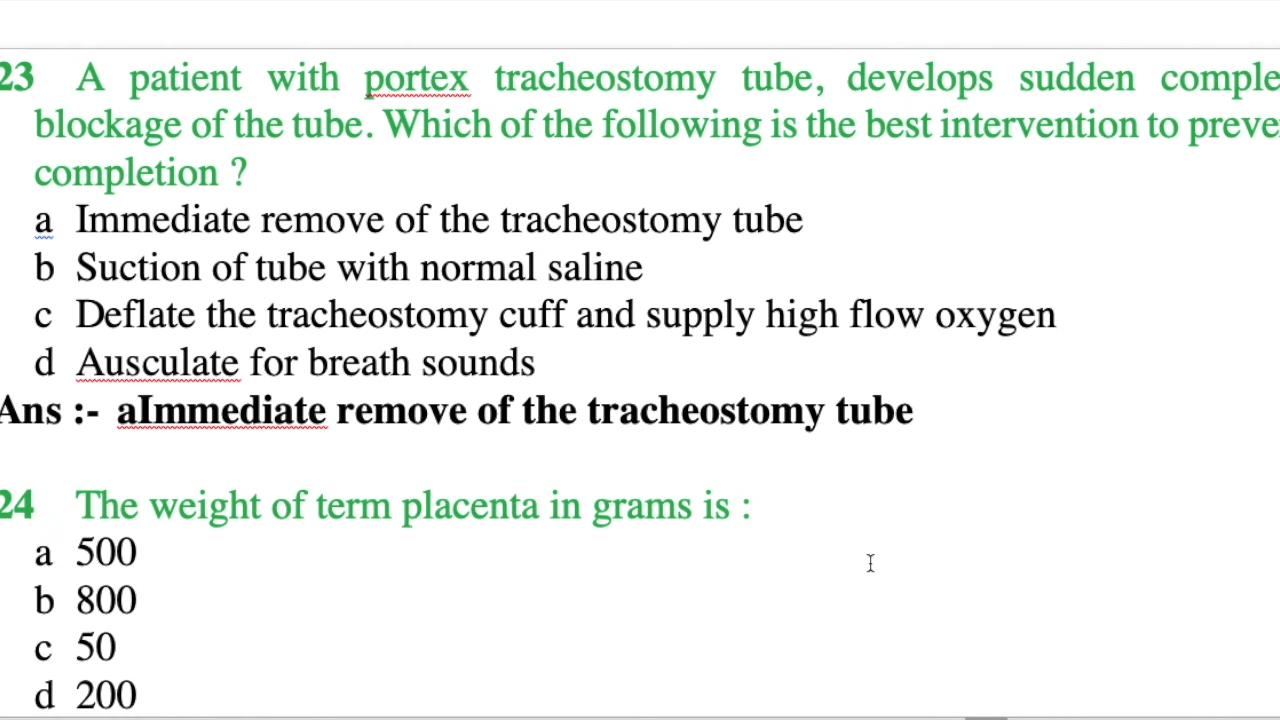 23 A patient with portex tracheostomy tube, develops sudden comple
blockage of the tube. Which of the following is the best intervention to preve
completion ?
a Immediate remove of the tracheostomy tube
b Suction of tube with normal saline
c Deflate the tracheostomy cuff and supply high flow oxygen
d Ausculate for breath sounds
Ans :- aImmediate remove of the tracheostomy tube
24 The weight of term placenta in grams is :
a 500
b 800
c 50
d 200